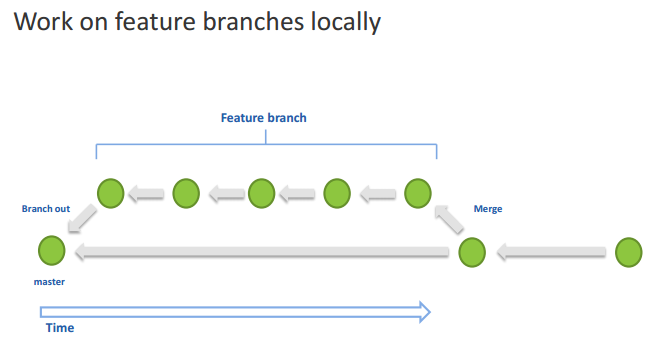 Work on feature branches locally
Feature branch
Branch out
Merge
master
Time